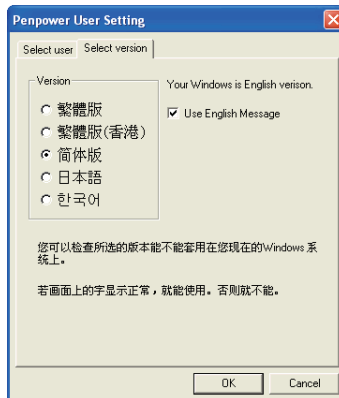 Penpower User Setting
Select user Select version
Version
Your Windows is English verison.
繁體版
Use English Message
繁體版(香港)
简体版
日本語
한국어
您可以检查所选的版本能不能套用在您现在的Windows 系
统上。
若画面上的字显示正常，就能使用。否则就不能。
OK Cancel